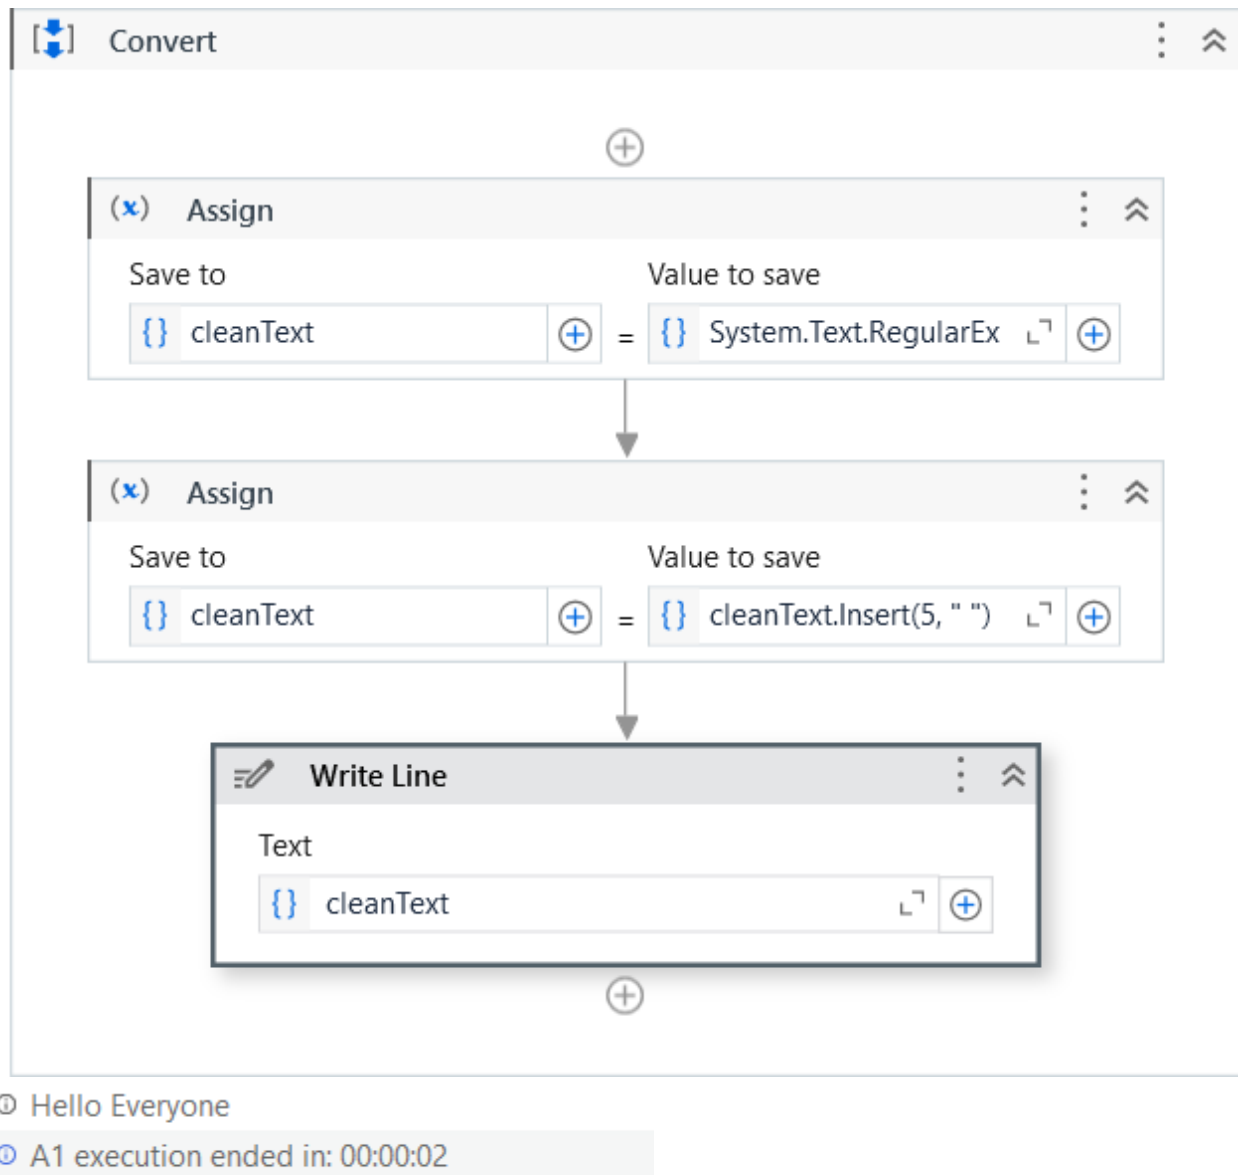 Convert
Assign
Save to Value to save
{} cleanText = {} System.Text.RegularEx
Assign
Save to Value to save
{} cleanText = {} cleanText.Insert(5, " ")
Write Line
Text
{} cleanText
Hello Everyone
A1 execution ended in: 00:00:02